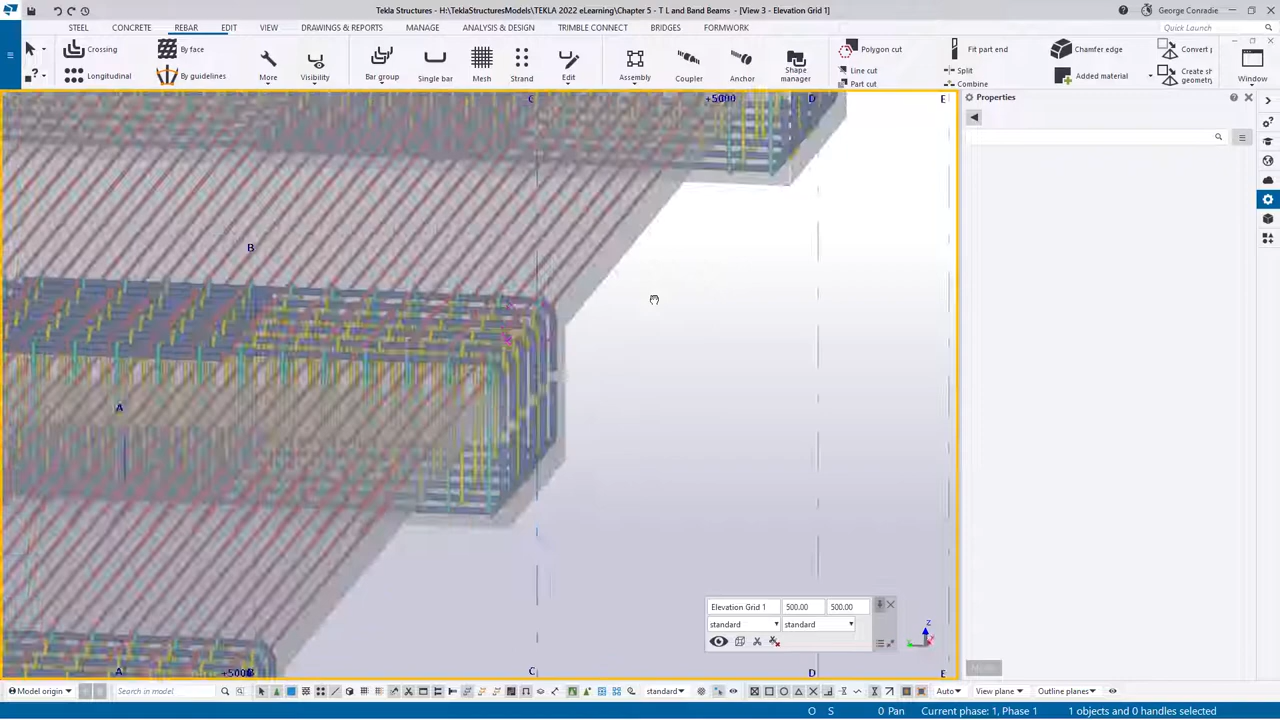 Tekla Structures - H:\TeklaStructuresModels\TEKLA 2022 eLearning\Chapter 5 - T L and Band Beams - [View 3 - Elevation Grid 1]
George Conradie
STEEL CONCRETE REBAR EDIT VIEW DRAWINGS & REPORTS MANAGE ANALYSIS & DESIGN TRIMBLE CONNECT BRIDGES FORMWORK
Quick Launch
Crossing
Longitudinal
By face
By guidelines
More
Visibility
Bar group
Single bar
Mesh
Strand
Edit
Assembly
Coupler
Anchor
Shape manager
Polygon cut
Line cut
Part cut
Fit part end
Split
Combine
Chamfer edge
Added material
Convert
Create sh
geometry
Window
Properties
C +5000 D E
B
A
Elevation Grid 1 500.00 500.00
standard standard
Z
A +5000 B C D
Model origin
Search in model
standard
Auto
View plane
Outline planes
O S 0 Pan Current phase: 1, Phase 1 1 objects and 0 handles selected